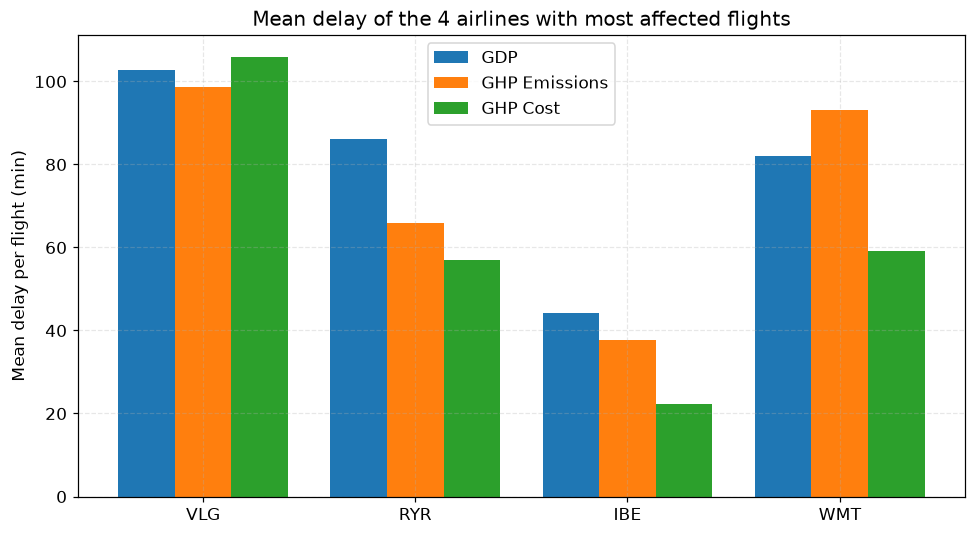 Mean delay of the 4 airlines with most affected flights
GDP
GHP Emissions
GHP Cost
Mean delay per flight (min)
100
80
60
40
20
0
VLG RYR IBE WMT